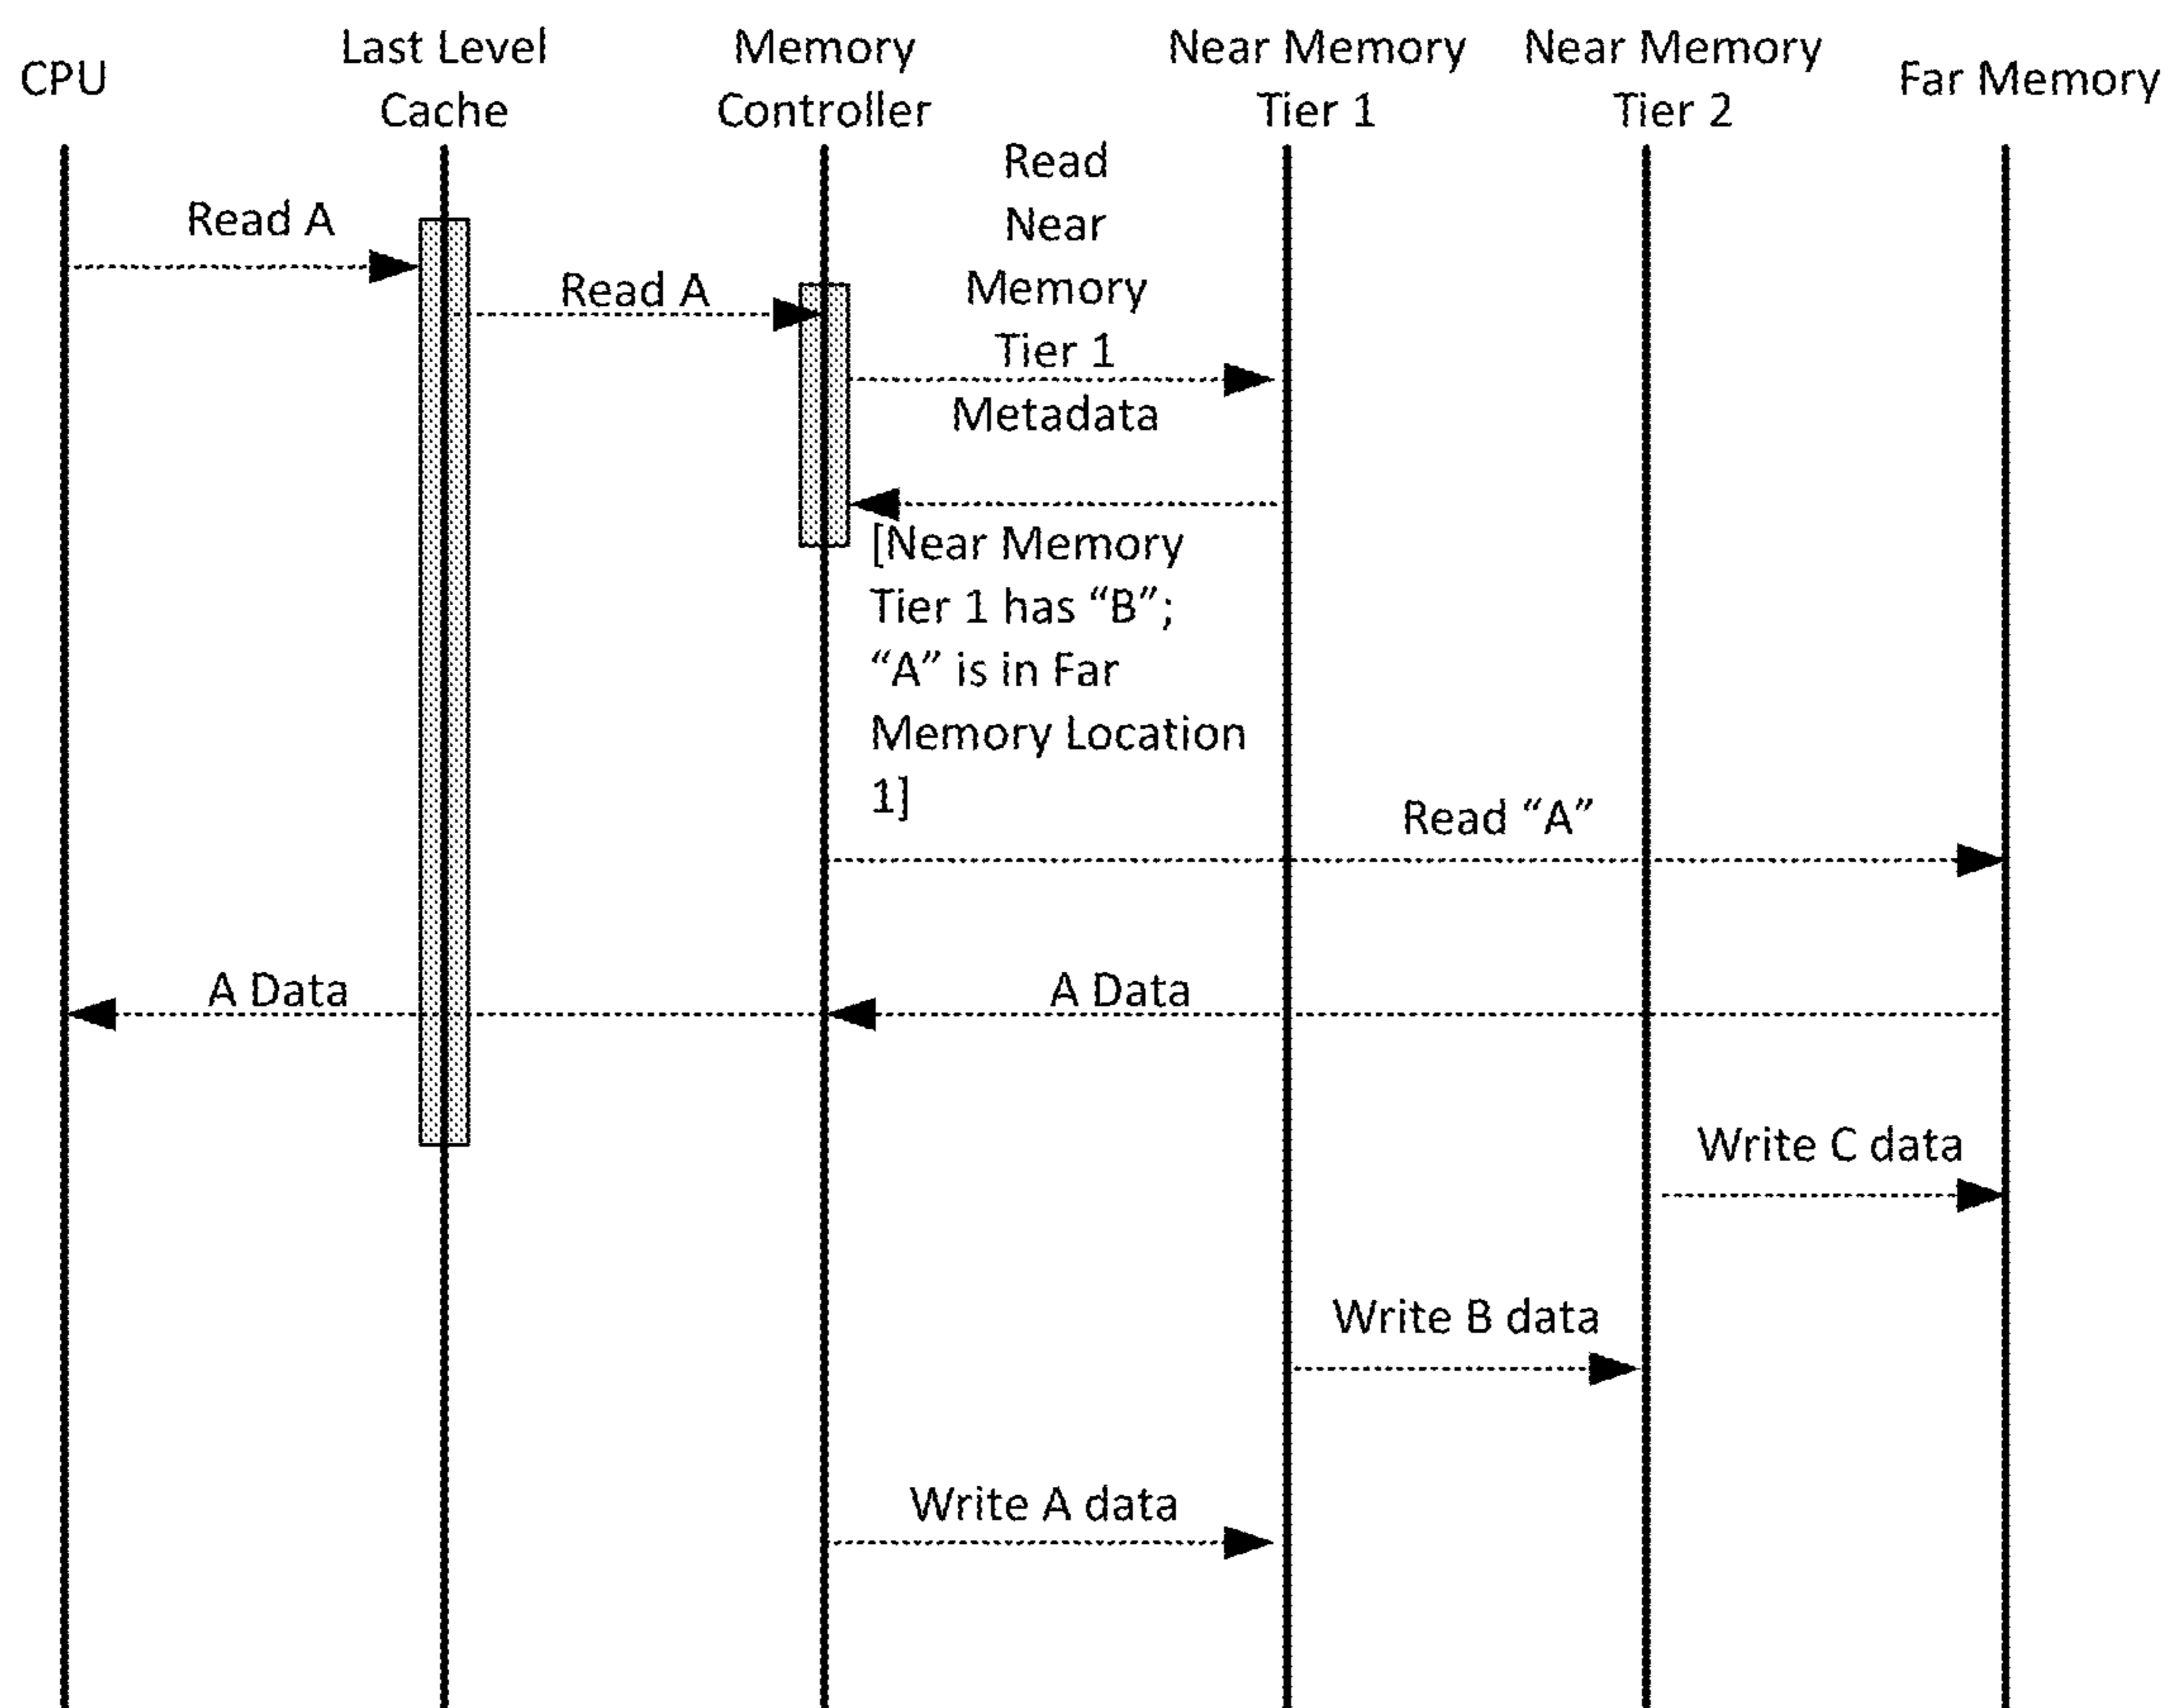 CPU
Last Level
Cache
Memory
Controller
Near Memory
Tier 1
Near Memory
Tier 2
Far Memory
Read A
Read A
Read
Near
Memory
Tier 1
Metadata
[Near Memory
Tier 1 has “B”;
“A” is in Far
Memory Location
1]
Read “A”
A Data
A Data
Write C data
Write B data
Write A data